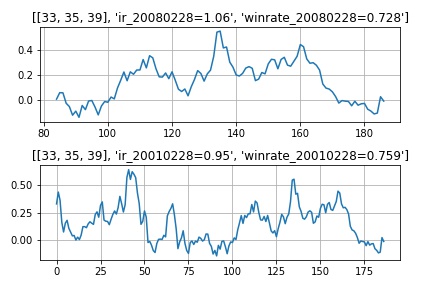 [[33, 35, 39], 'ir_20080228=1.06', 'winrate_20080228=0.728']
0.4
0.2
0.0
80 100 120 140 160 180
[[33, 35, 39], 'ir_20010228=0.95', 'winrate_20010228=0.759']
0.50
0.25
0.00
0 25 50 75 100 125 150 175